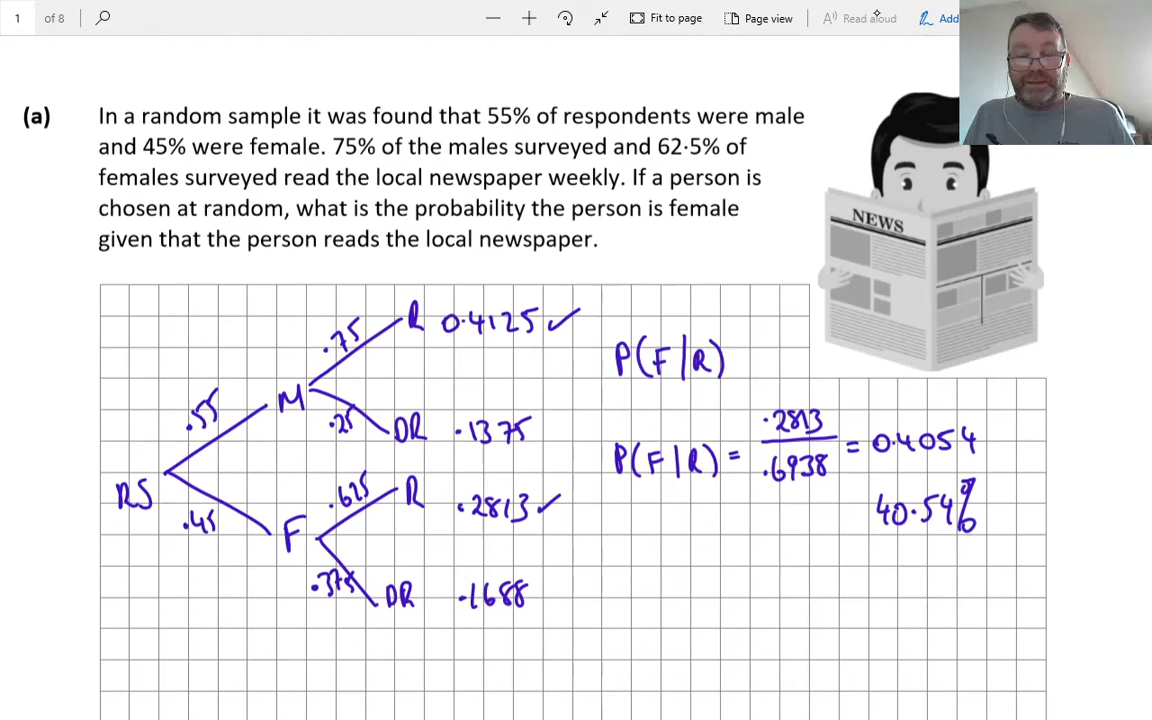 1 of 8
Fit to page
Page view
Read aloud
Add
(a) In a random sample it was found that 55% of respondents were male
and 45% were female. 75% of the males surveyed and 62·5% of
females surveyed read the local newspaper weekly. If a person is
chosen at random, what is the probability the person is female
given that the person reads the local newspaper.
NEWS
.75 R 0.4125 ✓
P(F/R)
.55 M
.25 DR .1375
P(F/R) = .2813/.6938 = 0.4054
RS
.625 R .2813 ✓
40.54%
.45 F
.375 DR .1688